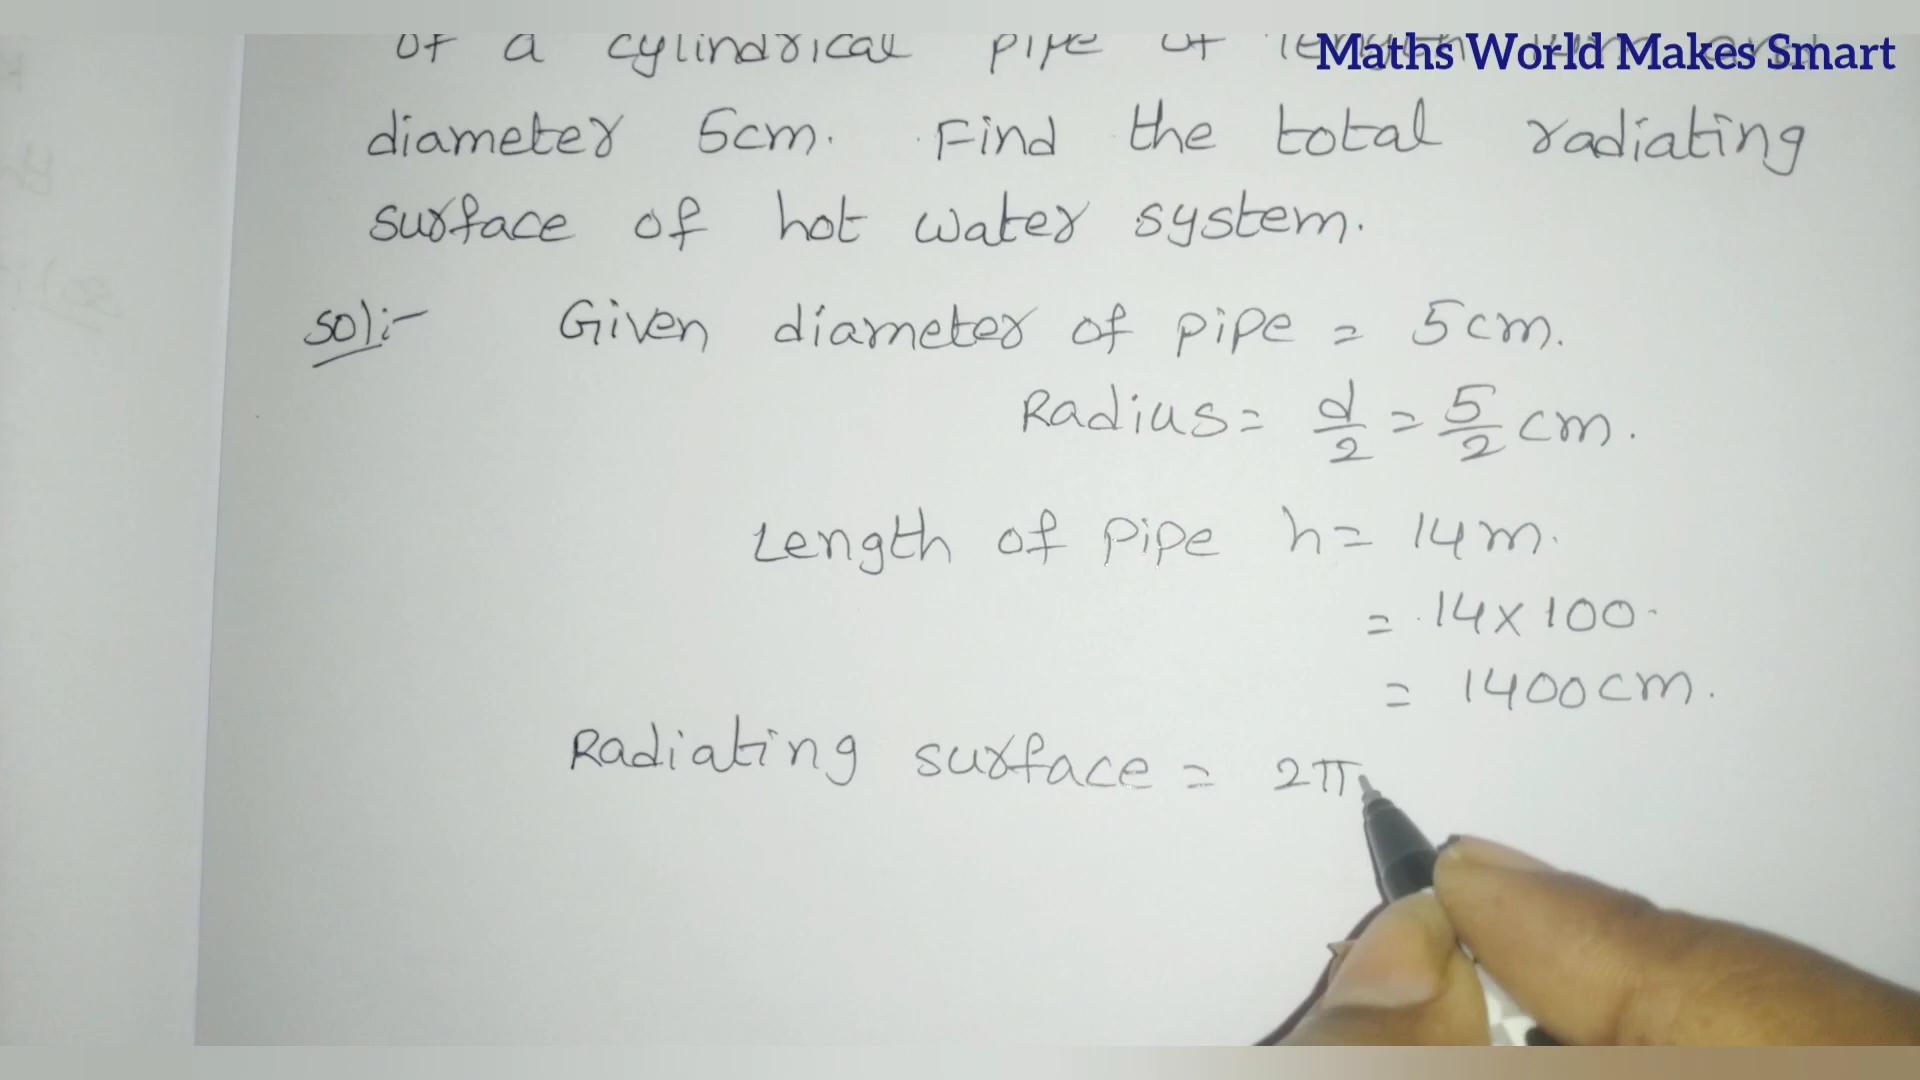 Maths World Makes Smart
of a cylindrical pipe of length
diameter 5cm. Find the total radiating
surface of hot water system.
Sol:- Given diameter of pipe = 5cm.
Radius = d/2 = 5/2 cm.
Length of pipe h = 14m.
= 14 x 100.
= 1400cm.
Radiating surface = 2π